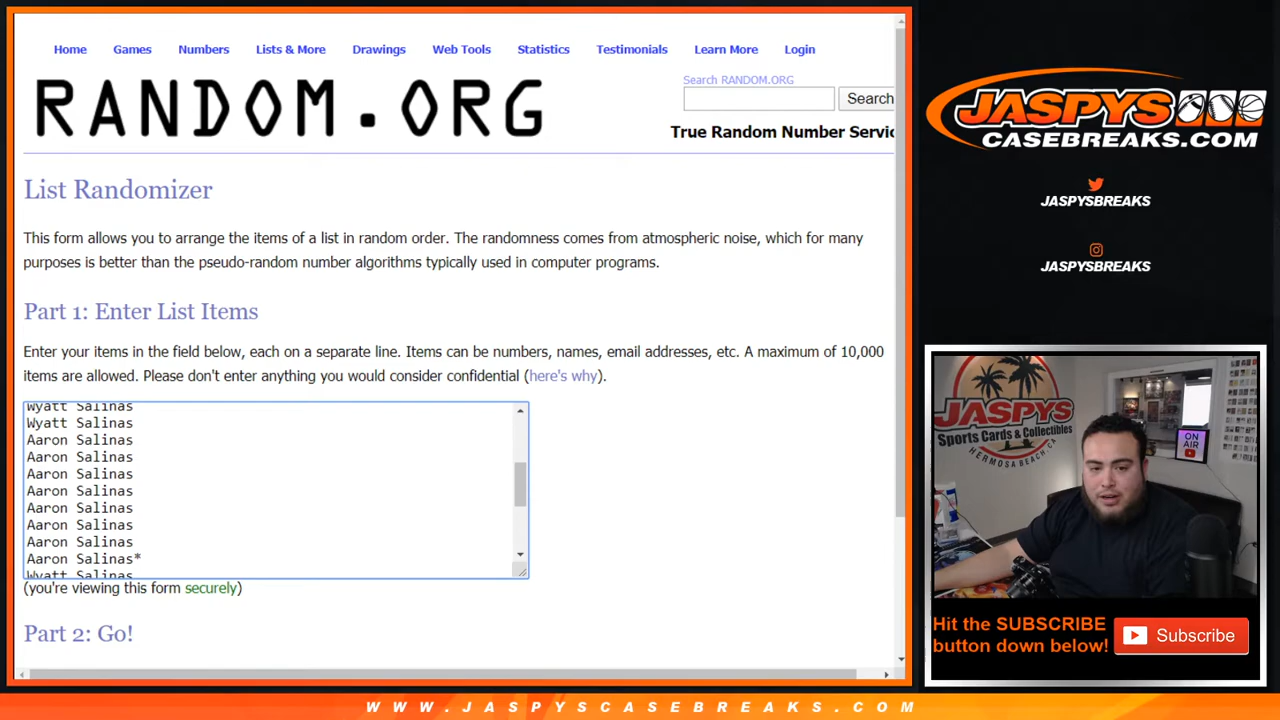 Home Games Numbers Lists & More Drawings Web Tools Statistics Testimonials Learn More Login
RANDOM.ORG
Search RANDOM.ORG
Search
True Random Number Servic
List Randomizer
This form allows you to arrange the items of a list in random order. The randomness comes from atmospheric noise, which for many
purposes is better than the pseudo-random number algorithms typically used in computer programs.
Part 1: Enter List Items
Enter your items in the field below, each on a separate line. Items can be numbers, names, email addresses, etc. A maximum of 10,000
items are allowed. Please don't enter anything you would consider confidential (here's why).
Wyatt Salinas
Wyatt Salinas
Aaron Salinas
Aaron Salinas
Aaron Salinas
Aaron Salinas
Aaron Salinas
Aaron Salinas
Aaron Salinas
Aaron Salinas*
Wyatt Salinas
(you're viewing this form securely)
Part 2: Go!
JASPYS
CASEBREAKS.COM
JASPYSBREAKS
JASPYSBREAKS
JASPYS
Sports Cards & Collectibles
HERMOSA BEACH, CA
ON
AIR
Hit the SUBSCRIBE
button down below!
Subscribe
WWW.JASPYSCASEBREAKS.COM